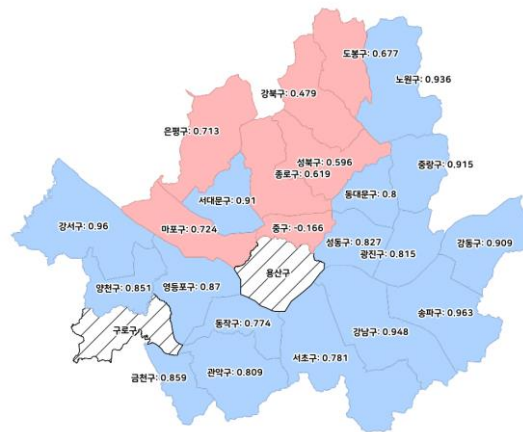 도봉구: 0.677
노원구: 0.936
강북구: 0.479
은평구: 0.713
성북구: 0.596
중랑구: 0.915
종로구: 0.619
동대문구: 0.8
서대문구: 0.91
강서구: 0.96
마포구: 0.724
중구: -0.166
성동구: 0.827
강동구: 0.909
광진구: 0.815
용산구
양천구: 0.851
영등포구: 0.87
송파구: 0.963
구로구
동작구: 0.774
강남구: 0.948
서초구: 0.781
관악구: 0.809
금천구: 0.859